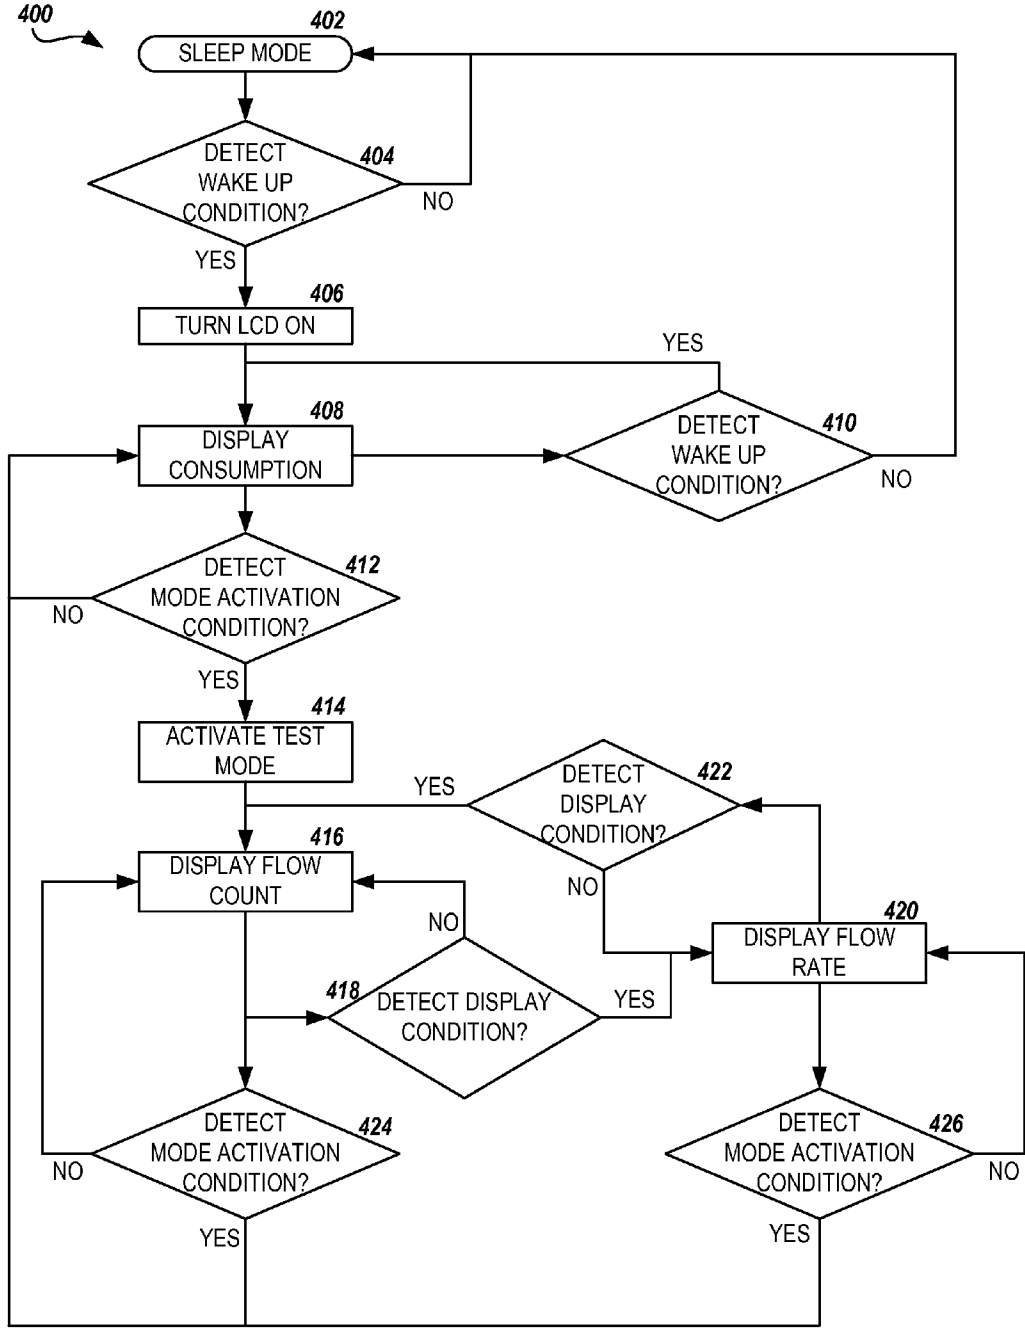 400
402
SLEEP MODE
DETECT
WAKE UP
CONDITION?
404
NO
YES
406
TURN LCD ON
YES
408
DISPLAY
CONSUMPTION
410
DETECT
WAKE UP
CONDITION?
NO
412
DETECT
MODE ACTIVATION
CONDITION?
NO
YES
414
ACTIVATE TEST
MODE
422
DETECT
DISPLAY
CONDITION?
YES
NO
416
DISPLAY FLOW
COUNT
NO
418
DETECT DISPLAY
CONDITION?
YES
420
DISPLAY FLOW
RATE
424
DETECT
MODE ACTIVATION
CONDITION?
NO
YES
426
DETECT
MODE ACTIVATION
CONDITION?
NO
YES